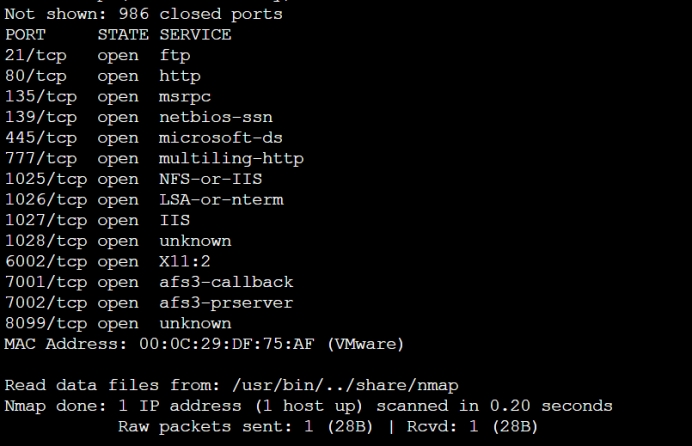 Not shown: 986 closed ports
PORT     STATE SERVICE
21/tcp   open  ftp
80/tcp   open  http
135/tcp  open  msrpc
139/tcp  open  netbios-ssn
445/tcp  open  microsoft-ds
777/tcp  open  multiling-http
1025/tcp open  NFS-or-IIS
1026/tcp open  LSA-or-nterm
1027/tcp open  IIS
1028/tcp open  unknown
6002/tcp open  X11:2
7001/tcp open  afs3-callback
7002/tcp open  afs3-prserver
8099/tcp open  unknown
MAC Address: 00:0C:29:DF:75:AF (VMware)
Read data files from: /usr/bin/../share/nmap
Nmap done: 1 IP address (1 host up) scanned in 0.20 seconds
Raw packets sent: 1 (28B) | Rcvd: 1 (28B)